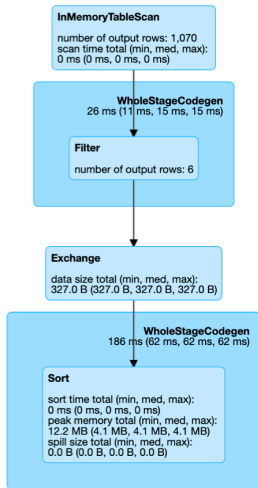 InMemoryTableScan
number of output rows: 1,070
scan time total (min, med, max):
0 ms (0 ms, 0 ms, 0 ms)
WholeStageCodegen
26 ms (11 ms, 15 ms, 15 ms)
Filter
number of output rows: 6
Exchange
data size total (min, med, max):
327.0 B (327.0 B, 327.0 B, 327.0 B)
WholeStageCodegen
186 ms (62 ms, 62 ms, 62 ms)
Sort
sort time total (min, med, max):
0 ms (0 ms, 0 ms, 0 ms)
peak memory total (min, med, max):
12.2 MB (4.1 MB, 4.1 MB, 4.1 MB)
spill size total (min, med, max):
0.0 B (0.0 B, 0.0 B, 0.0 B)